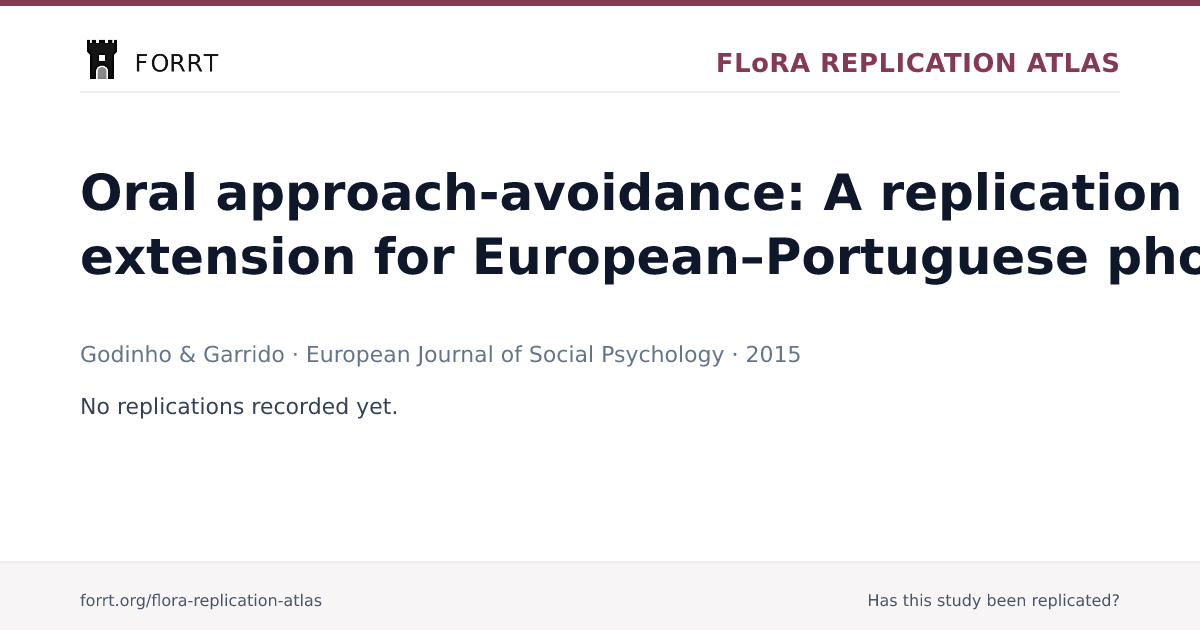 FORRT
FLoRA REPLICATION ATLAS
Oral approach-avoidance: A replication
extension for European–Portuguese
Godinho & Garrido · European Journal of Social Psychology · 2015
No replications recorded yet.
forrt.org/flora-replication-atlas
Has this study been replicated?